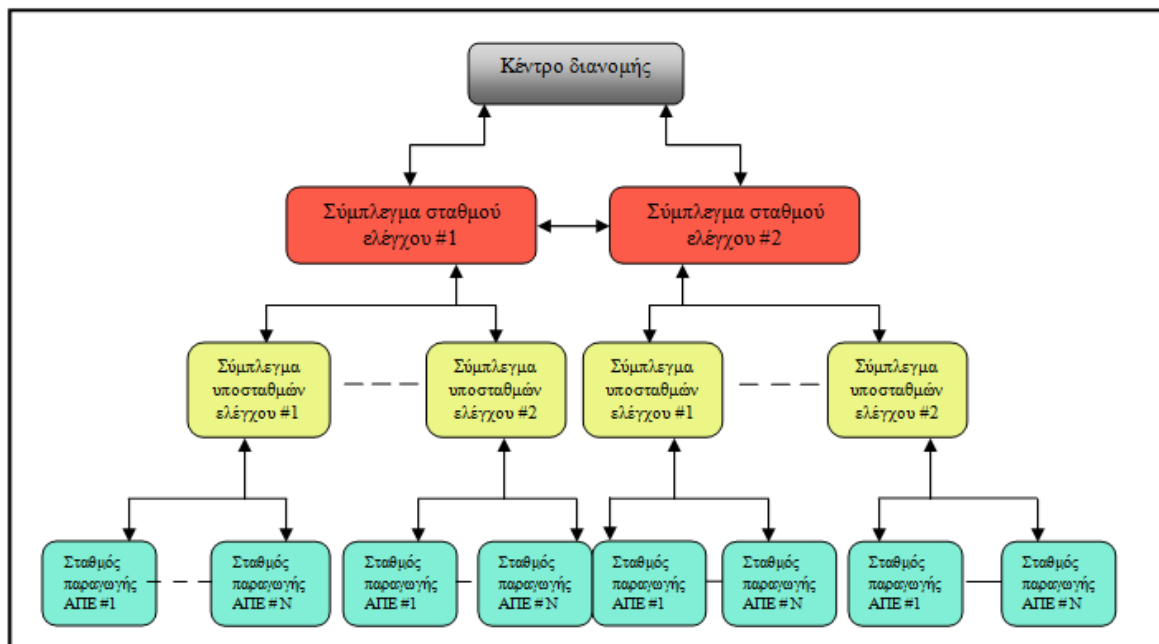 Κέντρο διανομής
Σύμπλεγμα σταθμού
ελέγχου #1
Σύμπλεγμα σταθμού
ελέγχου #2
Σύμπλεγμα
υποσταθμών
ελέγχου #1
Σύμπλεγμα
υποσταθμών
ελέγχου #2
Σύμπλεγμα
υποσταθμών
ελέγχου #1
Σύμπλεγμα
υποσταθμών
ελέγχου #2
Σταθμός
παραγωγής
ΑΠΕ #1
Σταθμός
παραγωγής
ΑΠΕ # Ν
Σταθμός
παραγωγής
ΑΠΕ #1
Σταθμός
παραγωγής
ΑΠΕ # Ν
Σταθμός
παραγωγής
ΑΠΕ #1
Σταθμός
παραγωγής
ΑΠΕ # Ν
Σταθμός
παραγωγής
ΑΠΕ #1
Σταθμός
παραγωγής
ΑΠΕ # Ν